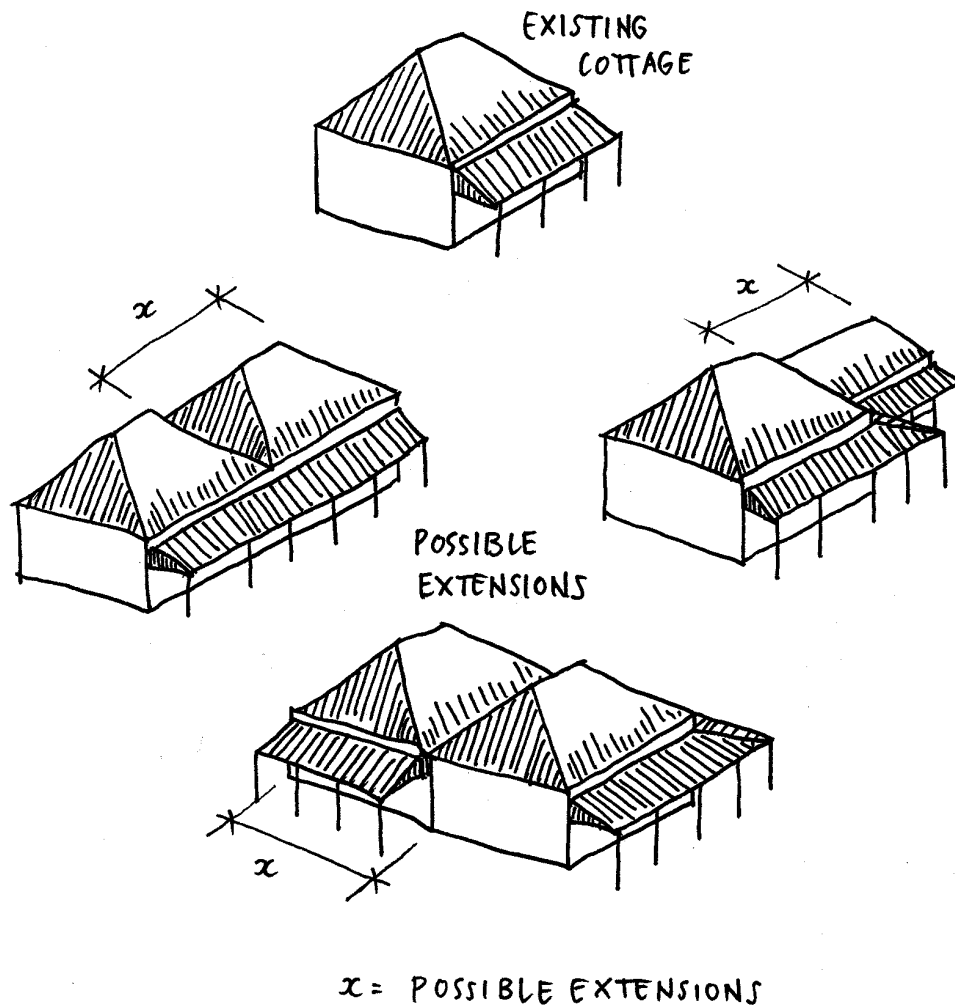 EXISTING
COTTAGE
x
x
POSSIBLE
EXTENSIONS
x
x = POSSIBLE EXTENSIONS